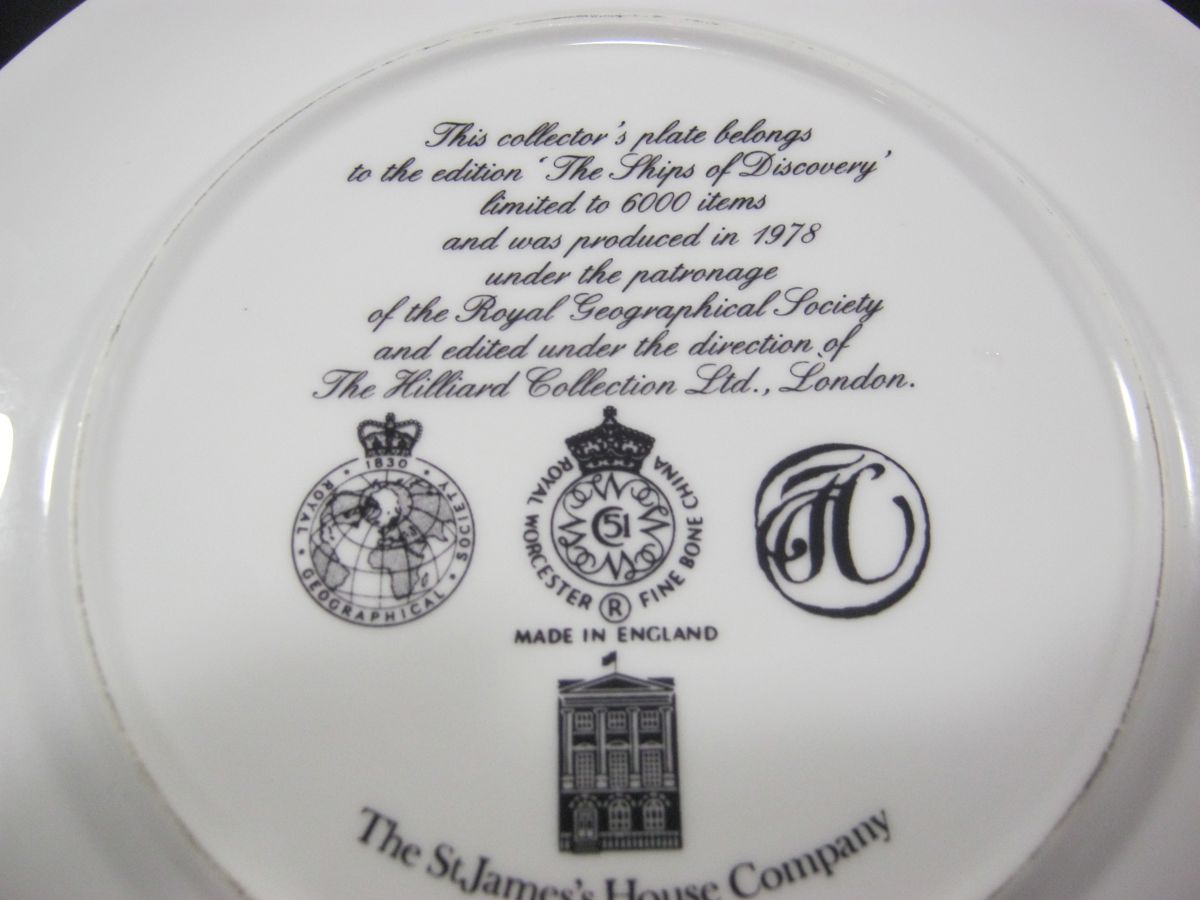 This collector's plate belongs
to the edition 'The Ships of Discovery'
limited to 6000 items
and was produced in 1978
under the patronage
of the Royal Geographical Society
and edited under the direction of
The Hilliard Collection Ltd., London.
1830
ROYAL • GEOGRAPHICAL • SOCIETY
ROYAL WORCESTER ® FINE BONE CHINA
51
MADE IN ENGLAND
H
The St.James's House Company